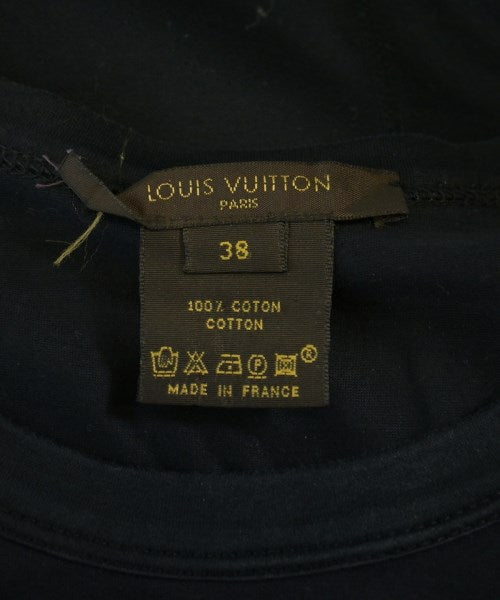 LOUIS VUITTON
PARIS
38
100% COTON
COTTON
®
MADE IN FRANCE